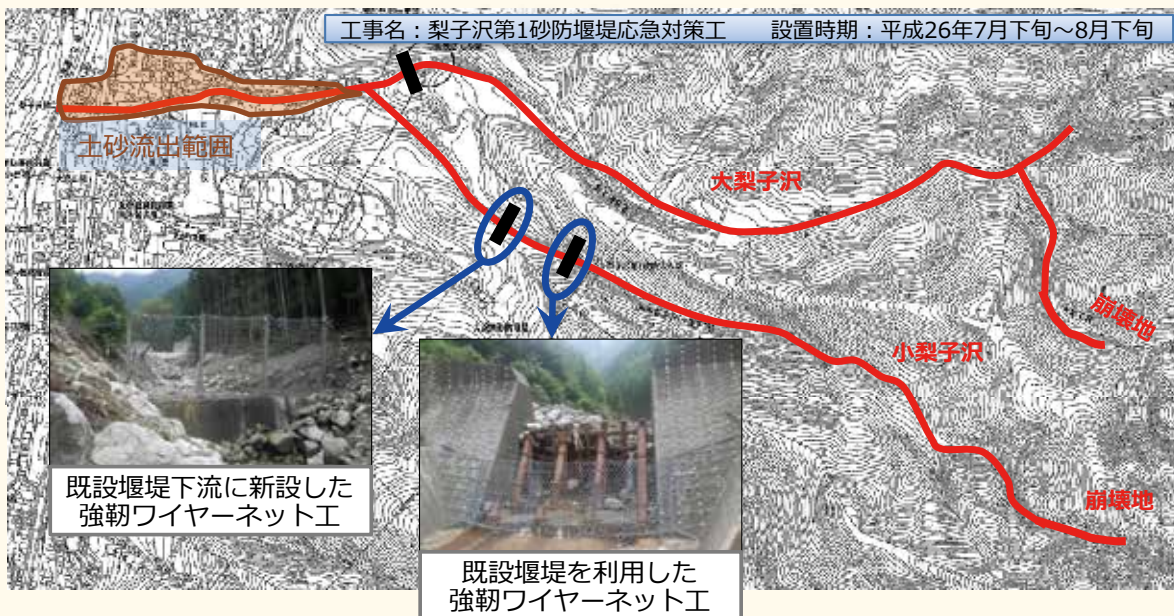 工事名：梨子沢第1砂防堰堤応急対策工　　設置時期：平成26年7月下旬～8月下旬
土砂流出範囲
大梨子沢
崩壊地
小梨子沢
崩壊地
既設堰堤下流に新設した
強靭ワイヤーネット工
既設堰堤を利用した
強靭ワイヤーネット工